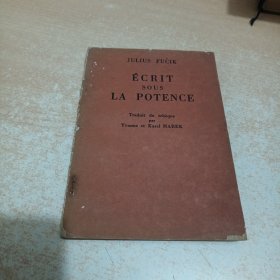 JULIUS FUČIK
ÉCRIT
SOUS
LA POTENCE
Traduit du tchèque
par
Yvonne et Karel MAREK